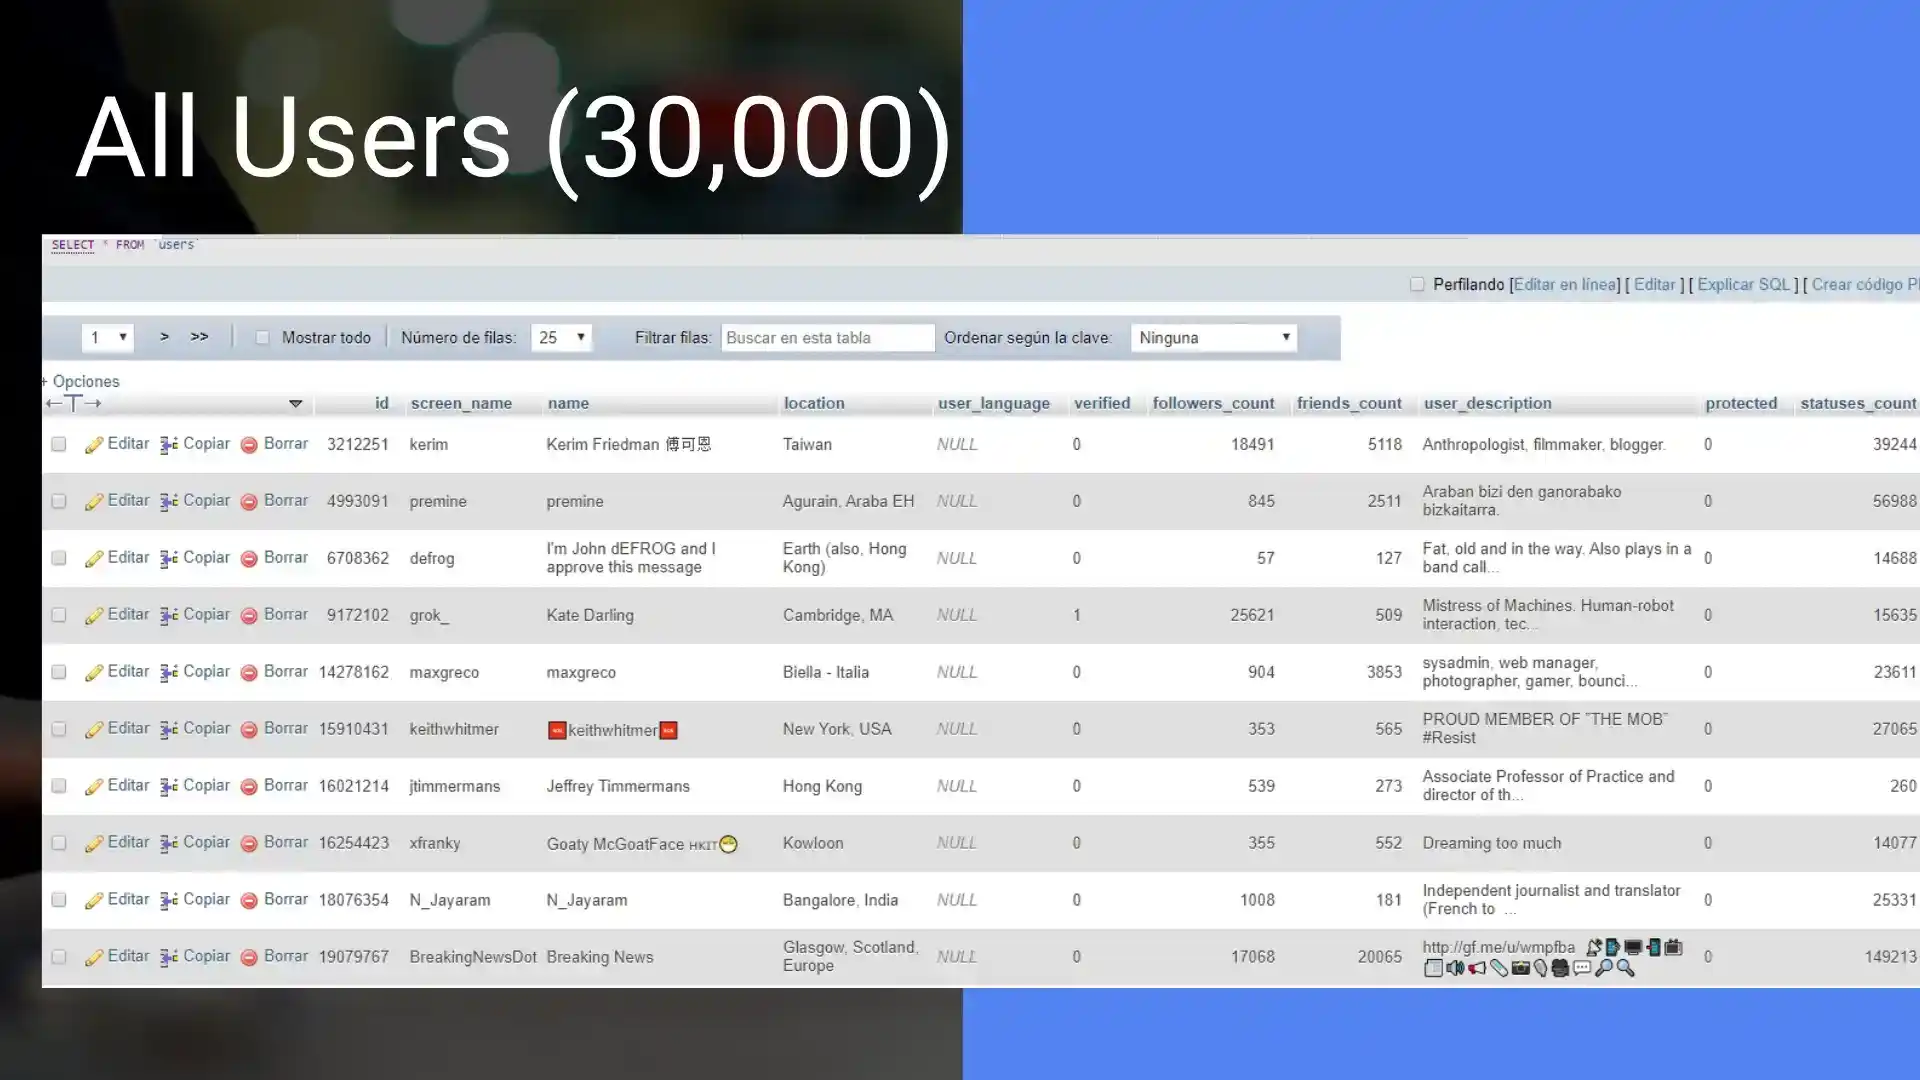 All Users (30,000)
SELECT * FROM `users`
Perfilando [Editar en línea] [ Editar ] [ Explicar SQL ] [ Crear código
1 > >> Mostrar todo Número de filas: 25 Filtrar filas: Buscar en esta tabla Ordenar según la clave: Ninguna
+ Opciones
←T→ id screen_name name location user_language verified followers_count friends_count user_description protected statuses_count
Editar Copiar Borrar 3212251 kerim Kerim Friedman 傅可恩 Taiwan NULL 0 18491 5118 Anthropologist, filmmaker, blogger. 0 39244
Editar Copiar Borrar 4993091 premine premine Agurain, Araba EH NULL 0 845 2511 Araban bizi den ganorabako
bizkaitarra. 0 56988
Editar Copiar Borrar 6708362 defrog I'm John dEFROG and I
approve this message Earth (also, Hong
Kong) NULL 0 57 127 Fat, old and in the way. Also plays in a
band call... 0 14688
Editar Copiar Borrar 9172102 grok_ Kate Darling Cambridge, MA NULL 1 25621 509 Mistress of Machines. Human-robot
interaction, tec... 0 15635
Editar Copiar Borrar 14278162 maxgreco maxgreco Biella - Italia NULL 0 904 3853 sysadmin, web manager,
photographer, gamer, bounci... 0 23611
Editar Copiar Borrar 15910431 keithwhitmer keithwhitmer New York, USA NULL 0 353 565 PROUD MEMBER OF "THE MOB"
#Resist 0 27065
Editar Copiar Borrar 16021214 jtimmermans Jeffrey Timmermans Hong Kong NULL 0 539 273 Associate Professor of Practice and
director of th... 0 260
Editar Copiar Borrar 16254423 xfranky Goaty McGoatFace HKIT Kowloon NULL 0 355 552 Dreaming too much 0 14077
Editar Copiar Borrar 18076354 N_Jayaram N_Jayaram Bangalore, India NULL 0 1008 181 Independent journalist and translator
(French to ... 0 25331
Editar Copiar Borrar 19079767 BreakingNewsDot Breaking News Glasgow, Scotland,
Europe NULL 0 17068 20065 http://gf.me/u/wmpfba 0 149213